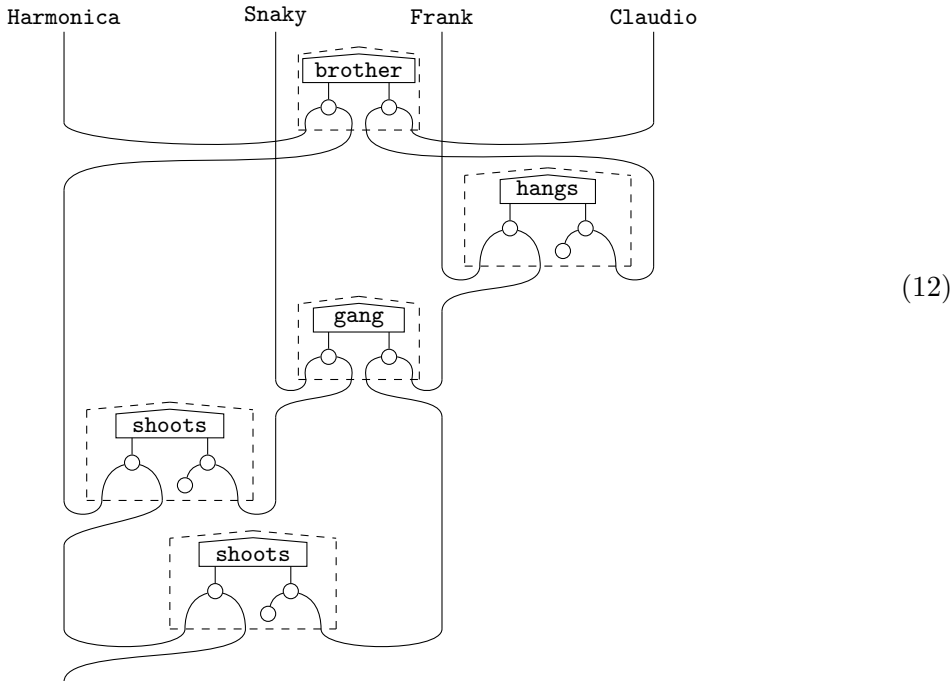 Harmonica Snaky Frank Claudio
brother
hangs
(12)
gang
shoots
shoots